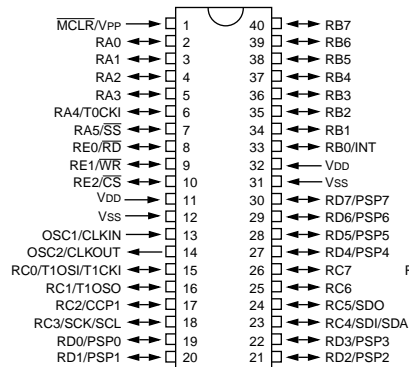 MCLR/VPP 1 40 RB7
RA0 2 39 RB6
RA1 3 38 RB5
RA2 4 37 RB4
RA3 5 36 RB3
RA4/T0CKI 6 35 RB2
RA5/SS 7 34 RB1
RE0/RD 8 33 RB0/INT
RE1/WR 9 32 VDD
RE2/CS 10 31 VSS
VDD 11 30 RD7/PSP7
VSS 12 29 RD6/PSP6
OSC1/CLKIN 13 28 RD5/PSP5
OSC2/CLKOUT 14 27 RD4/PSP4
RC0/T1OSI/T1CKI 15 26 RC7
RC1/T1OSO 16 25 RC6
RC2/CCP1 17 24 RC5/SDO
RC3/SCK/SCL 18 23 RC4/SDI/SDA
RD0/PSP0 19 22 RD3/PSP3
RD1/PSP1 20 21 RD2/PSP2